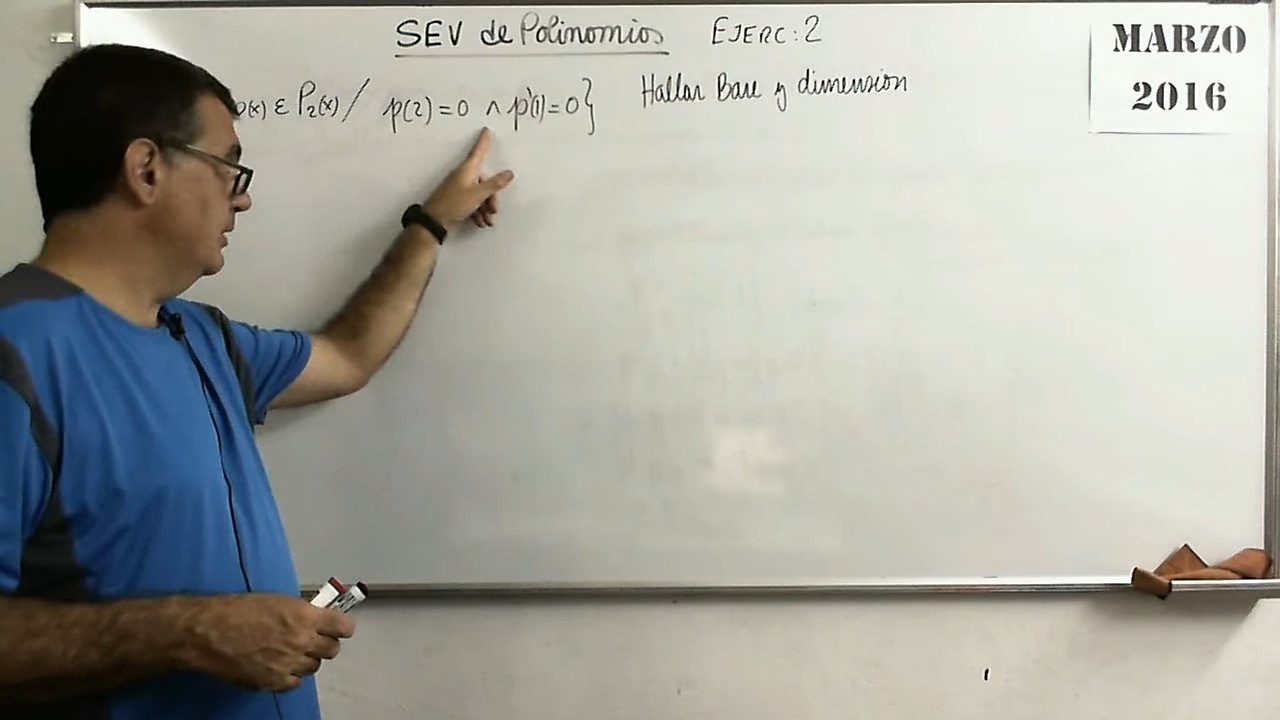 SEV de Polinomios EJERC: 2
p(x) ∈ P₂(x) / p(2)=0 ∧ p'(1)=0}
Hallar Base y dimension
MARZO
2016